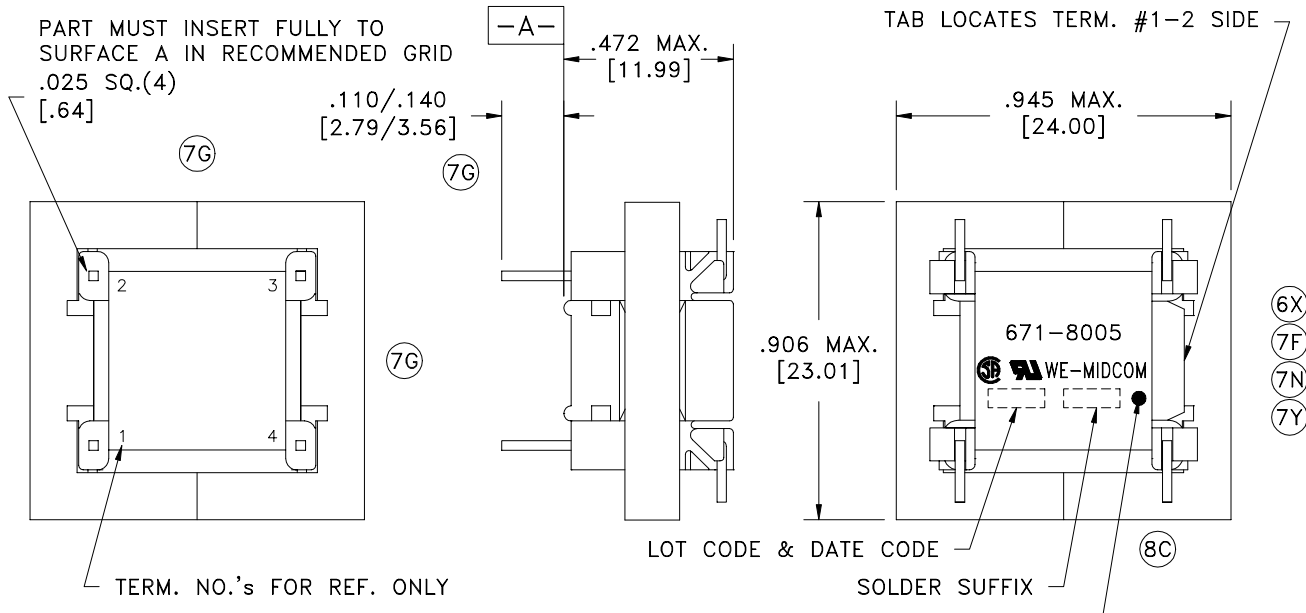 PART MUST INSERT FULLY TO
SURFACE A IN RECOMMENDED GRID
.025 SQ.(4)
[.64]
-A-
.472 MAX.
[11.99]
TAB LOCATES TERM. #1-2 SIDE
.110/.140
[2.79/3.56]
.945 MAX.
[24.00]
7G
7G
2
3
1
4
7G
.906 MAX.
[23.01]
671-8005
WE-MIDCOM
6X
7F
7N
7Y
LOT CODE & DATE CODE
8C
TERM. NO.'s FOR REF. ONLY
SOLDER SUFFIX